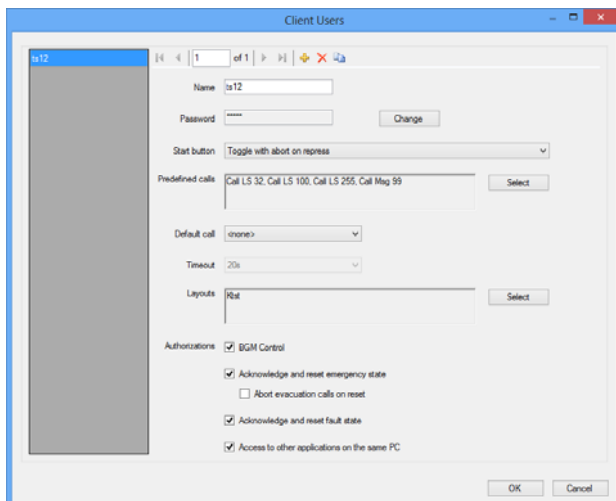 Client Users
ts12
1 of 1
Name ts12
Password ***** Change
Start button Toggle with abort on repress
Predefined calls Call LS 32, Call LS 100, Call LS 255, Call Msg 99 Select
Default call <none>
Timeout 20s
Layouts Klst Select
Authorizations BGM Control
Acknowledge and reset emergency state
Abort evacuation calls on reset
Acknowledge and reset fault state
Access to other applications on the same PC
OK Cancel